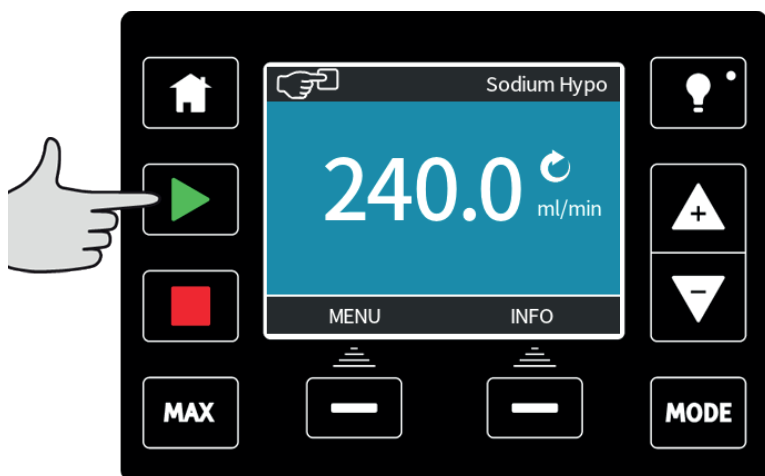 Sodium Hypo
240.0 ml/min
+
MENU INFO
−
MAX MODE